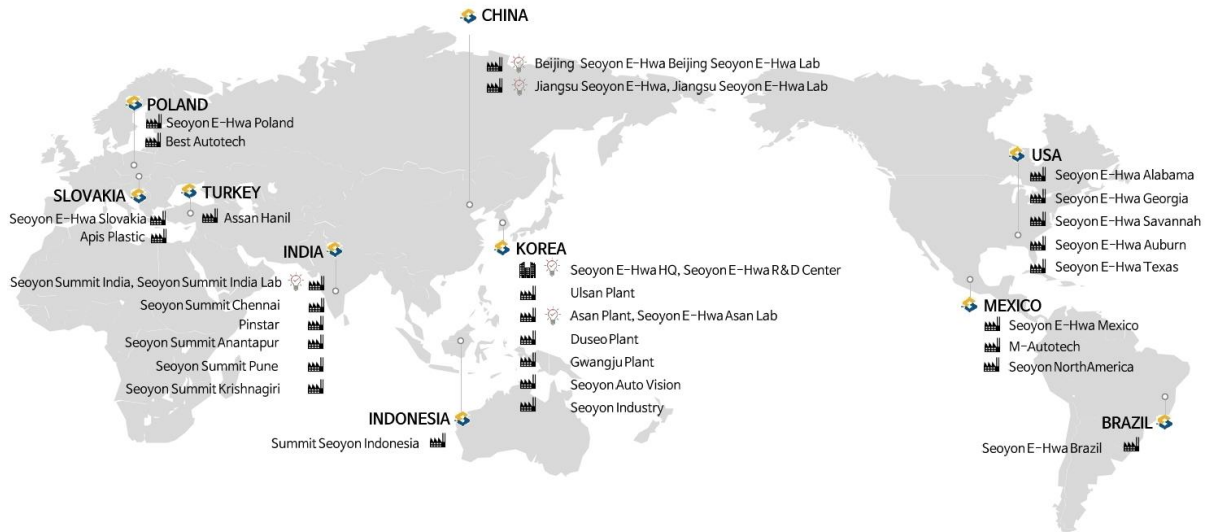 CHINA
Beijing Seoyon E-Hwa Beijing Seoyon E-Hwa Lab
Jiangsu Seoyon E-Hwa, Jiangsu Seoyon E-Hwa Lab
POLAND
Seoyon E-Hwa Poland
Best Autotech
SLOVAKIA
Seoyon E-Hwa Slovakia
Apis Plastic
TURKEY
Assan Hanil
INDIA
Seoyon Summit India, Seoyon Summit India Lab
Seoyon Summit Chennai
Pinstar
Seoyon Summit Anantapur
Seoyon Summit Pune
Seoyon Summit Krishnagiri
INDONESIA
Summit Seoyon Indonesia
KOREA
Seoyon E-Hwa HQ, Seoyon E-Hwa R&D Center
Ulsan Plant
Asan Plant, Seoyon E-Hwa Asan Lab
Duseo Plant
Gwangju Plant
Seoyon Auto Vision
Seoyon Industry
USA
Seoyon E-Hwa Alabama
Seoyon E-Hwa Georgia
Seoyon E-Hwa Savannah
Seoyon E-Hwa Auburn
Seoyon E-Hwa Texas
MEXICO
Seoyon E-Hwa Mexico
M-Autotech
Seoyon NorthAmerica
BRAZIL
Seoyon E-Hwa Brazil